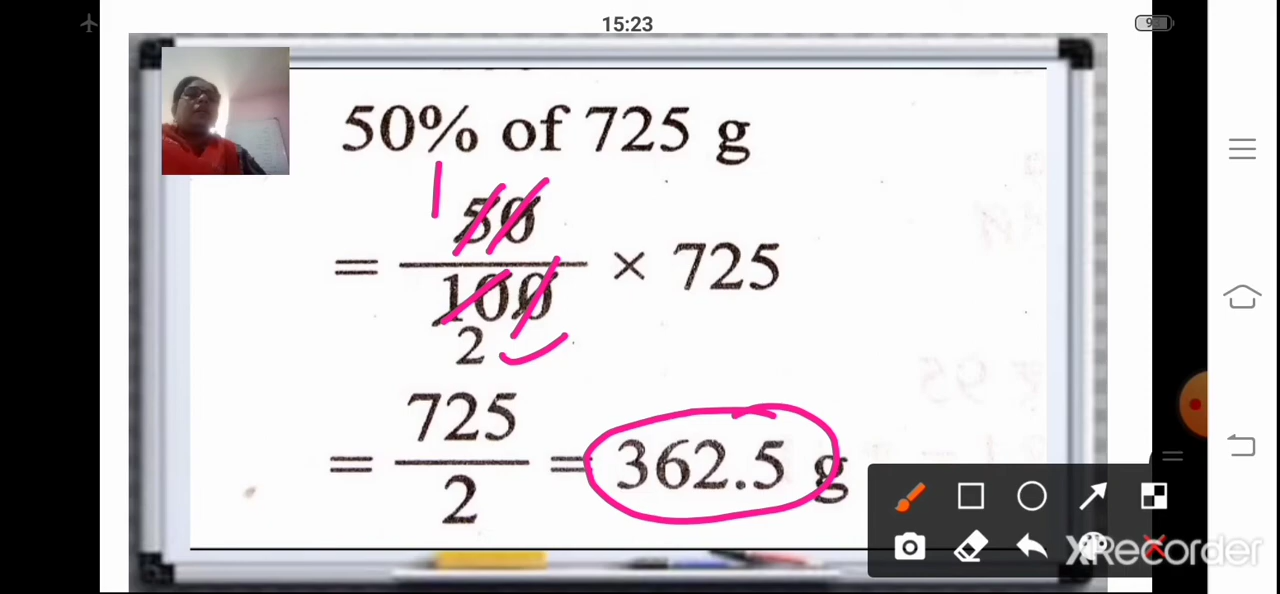 15:23
50% of 725 g
1
= 50/100 × 725
2
= 725/2 = 362.5 g
XRecorder